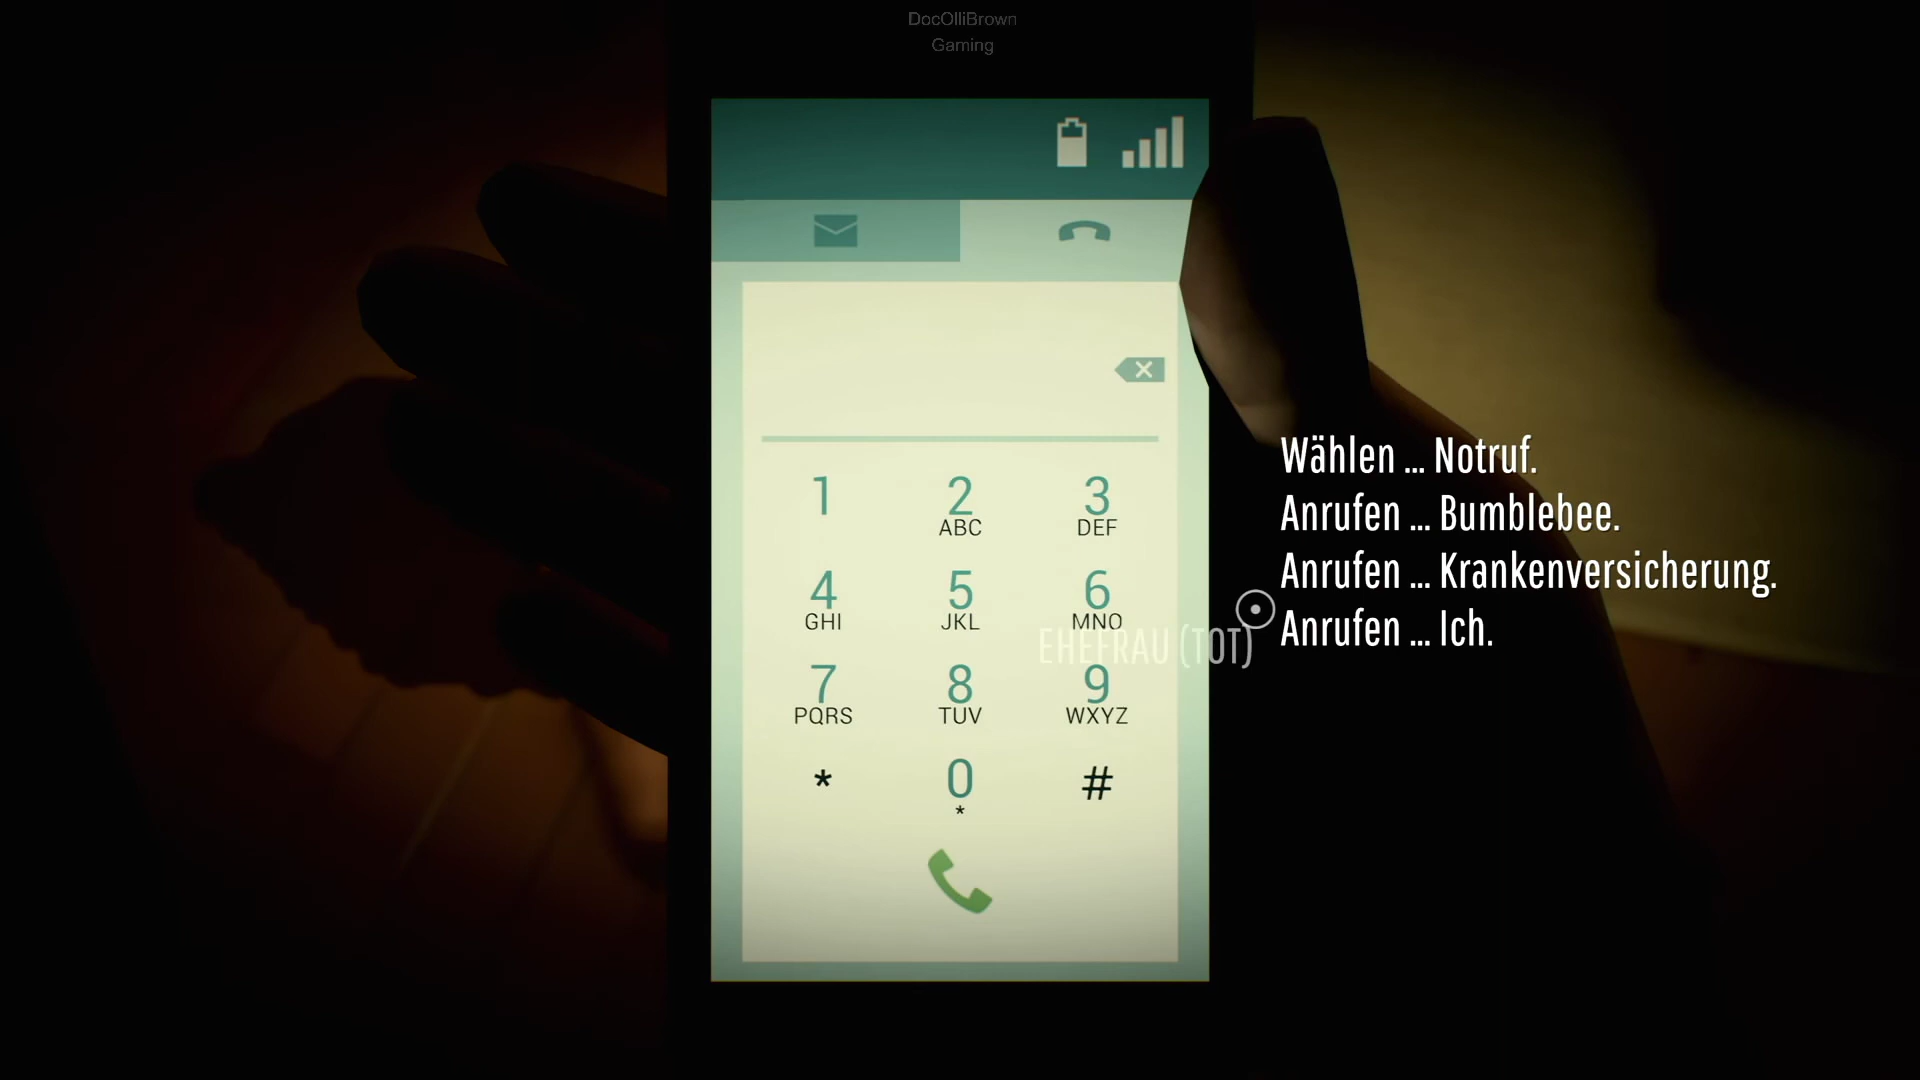 DocOlliBrown
Gaming
1
2
3
ABC
DEF
4
5
6
GHI
JKL
MNO
EHEFRAU (TOT)
7
8
9
PQRS
TUV
WXYZ
*
0
#
*
Wählen ... Notruf.
Anrufen ... Bumblebee.
Anrufen ... Krankenversicherung.
Anrufen ... Ich.